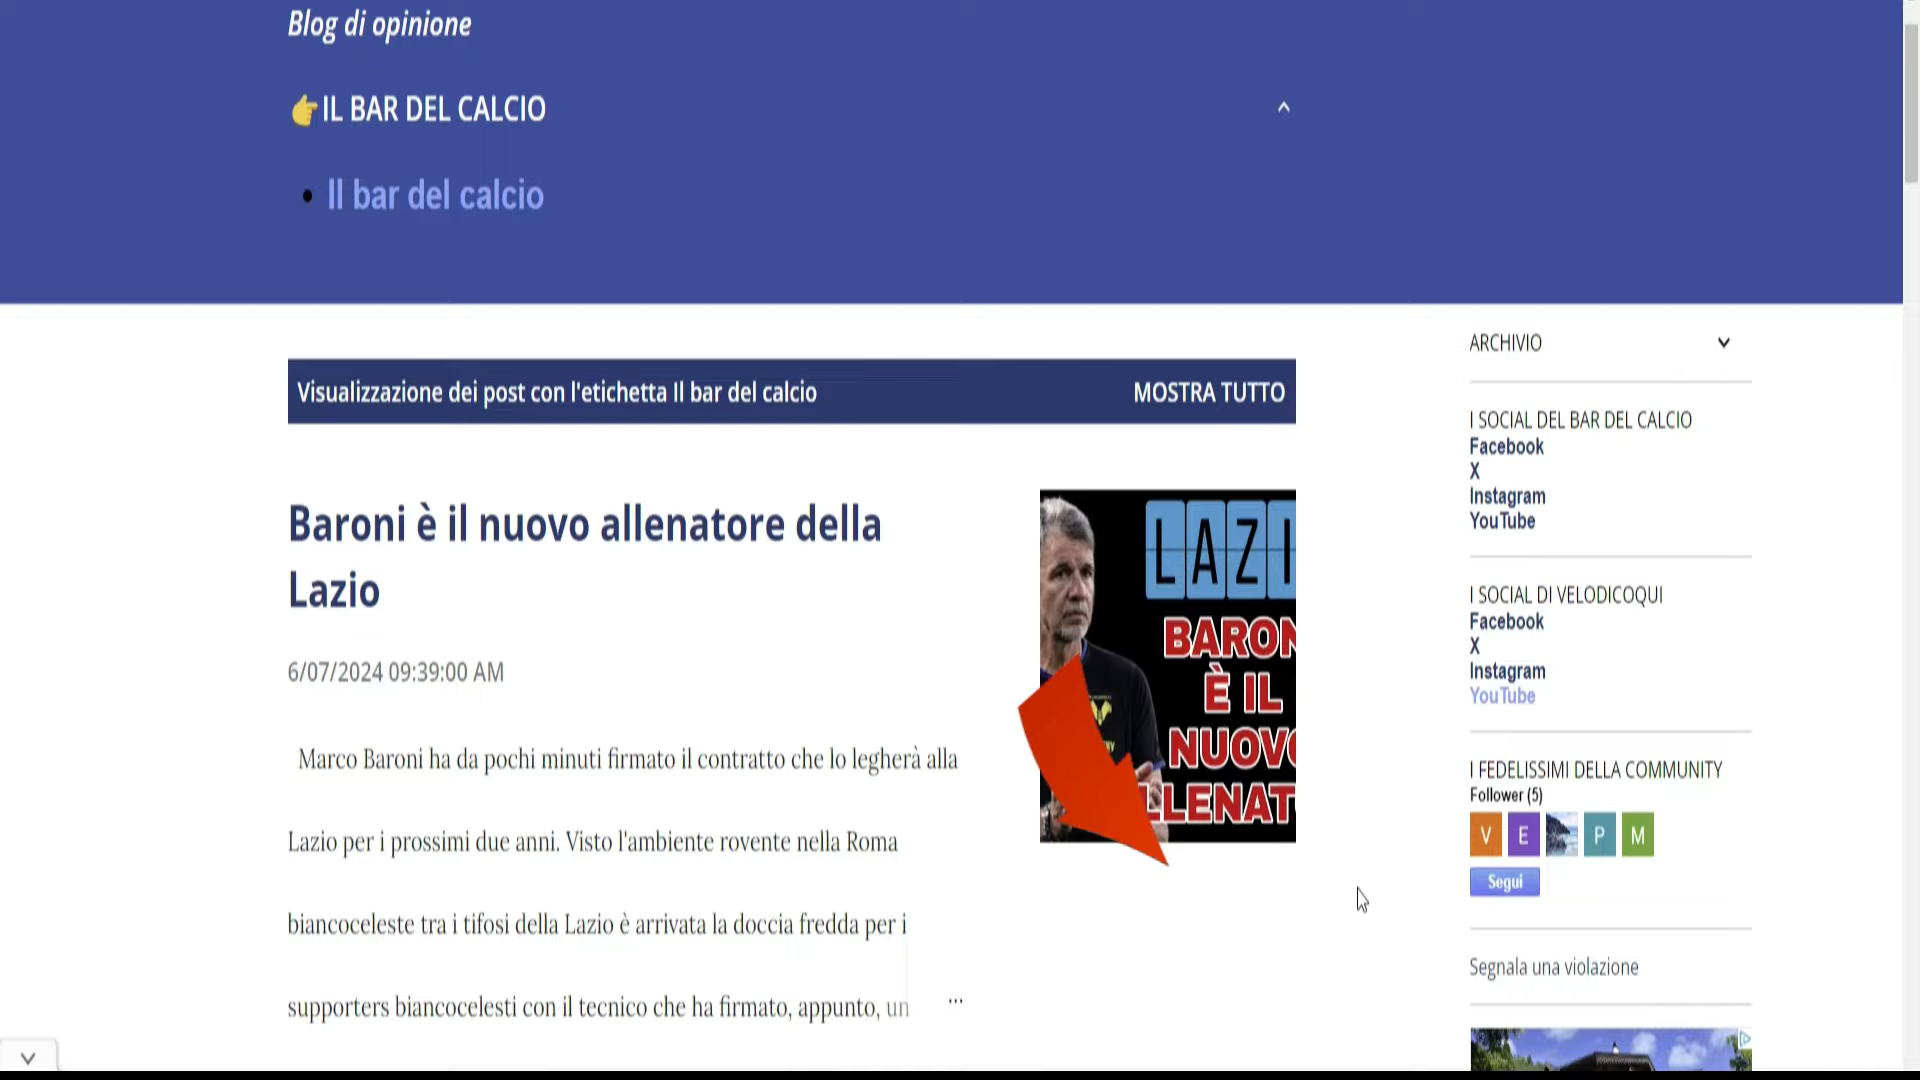 Blog di opinione
👉IL BAR DEL CALCIO
Il bar del calcio
Visualizzazione dei post con l'etichetta Il bar del calcio
MOSTRA TUTTO
Baroni è il nuovo allenatore della
Lazio
6/07/2024 09:39:00 AM
Marco Baroni ha da pochi minuti firmato il contratto che lo legherà alla
Lazio per i prossimi due anni. Visto l'ambiente rovente nella Roma
biancoceleste tra i tifosi della Lazio è arrivata la doccia fredda per i
supporters biancocelesti con il tecnico che ha firmato, appunto, un
...
LAZI
BARON
È IL
NUOVO
LLENAT
ARCHIVIO
I SOCIAL DEL BAR DEL CALCIO
Facebook
X
Instagram
YouTube
I SOCIAL DI VELODICOQUI
Facebook
X
Instagram
YouTube
I FEDELISSIMI DELLA COMMUNITY
Follower (5)
V E P M
Segui
Segnala una violazione